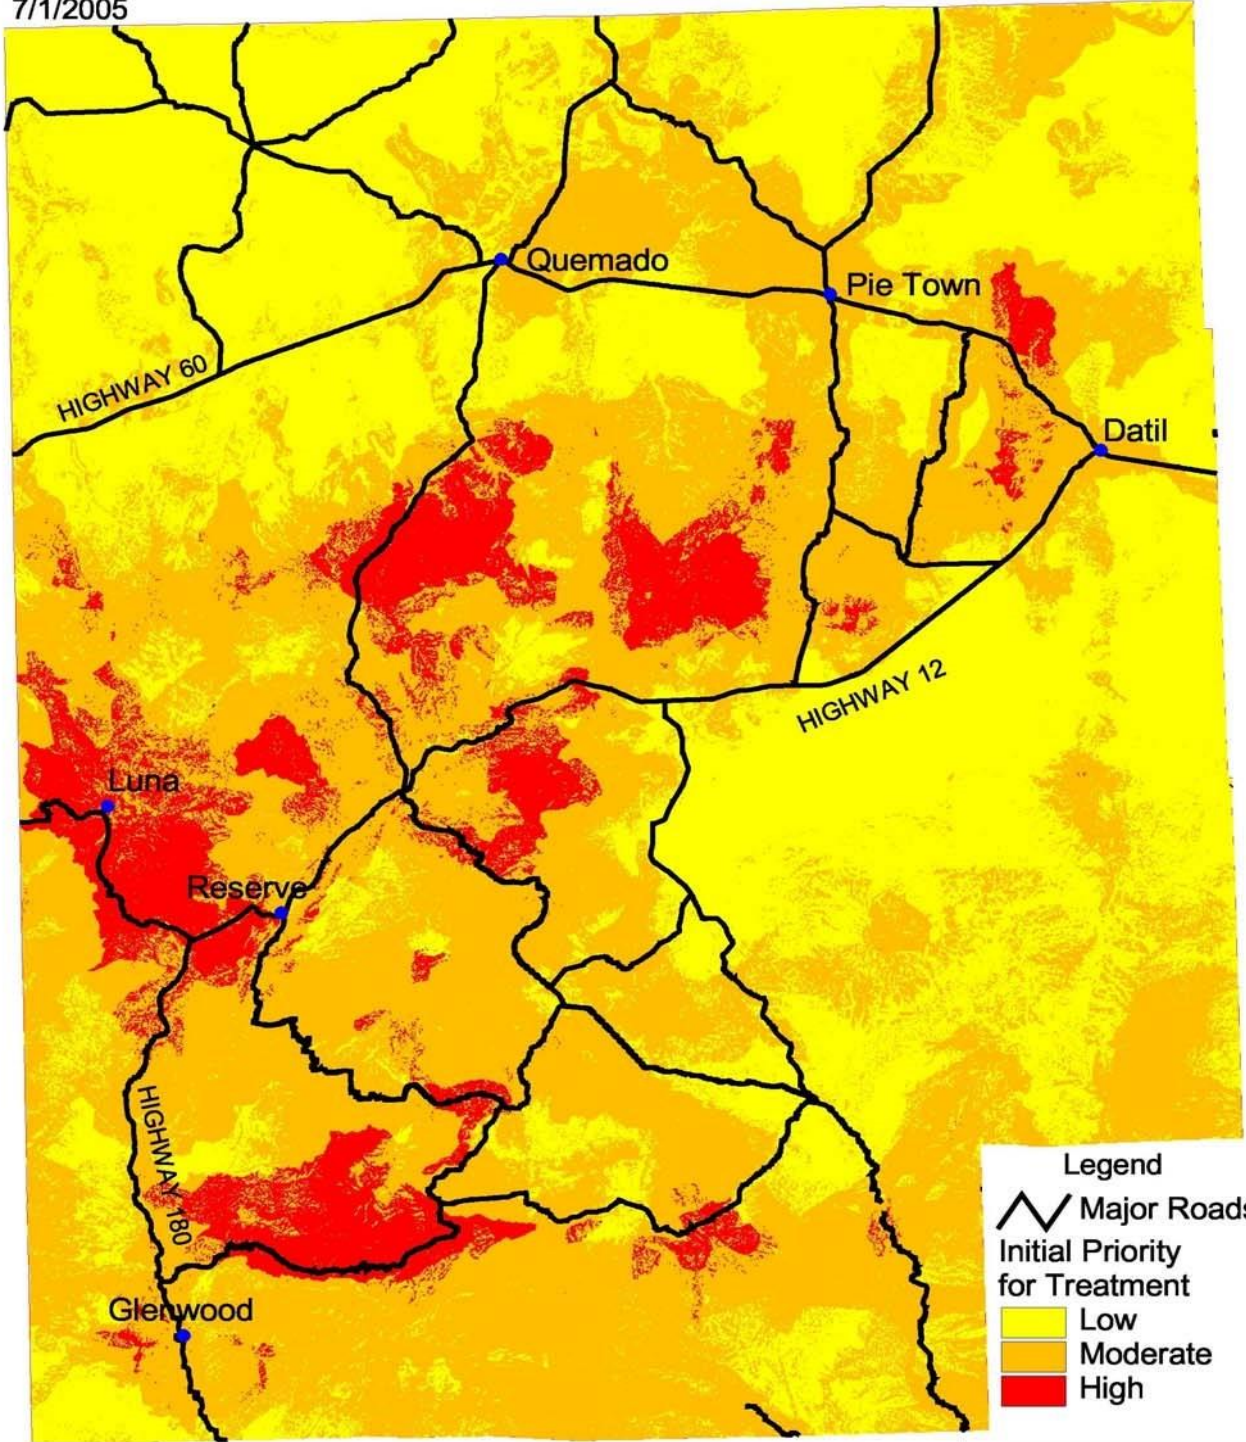 7/1/2005
Quemado
Pie Town
HIGHWAY 60
Datil
HIGHWAY 12
Luna
Reserve
HIGHWAY 180
Glenwood
Legend
Major Roads
Initial Priority
for Treatment
Low
Moderate
High